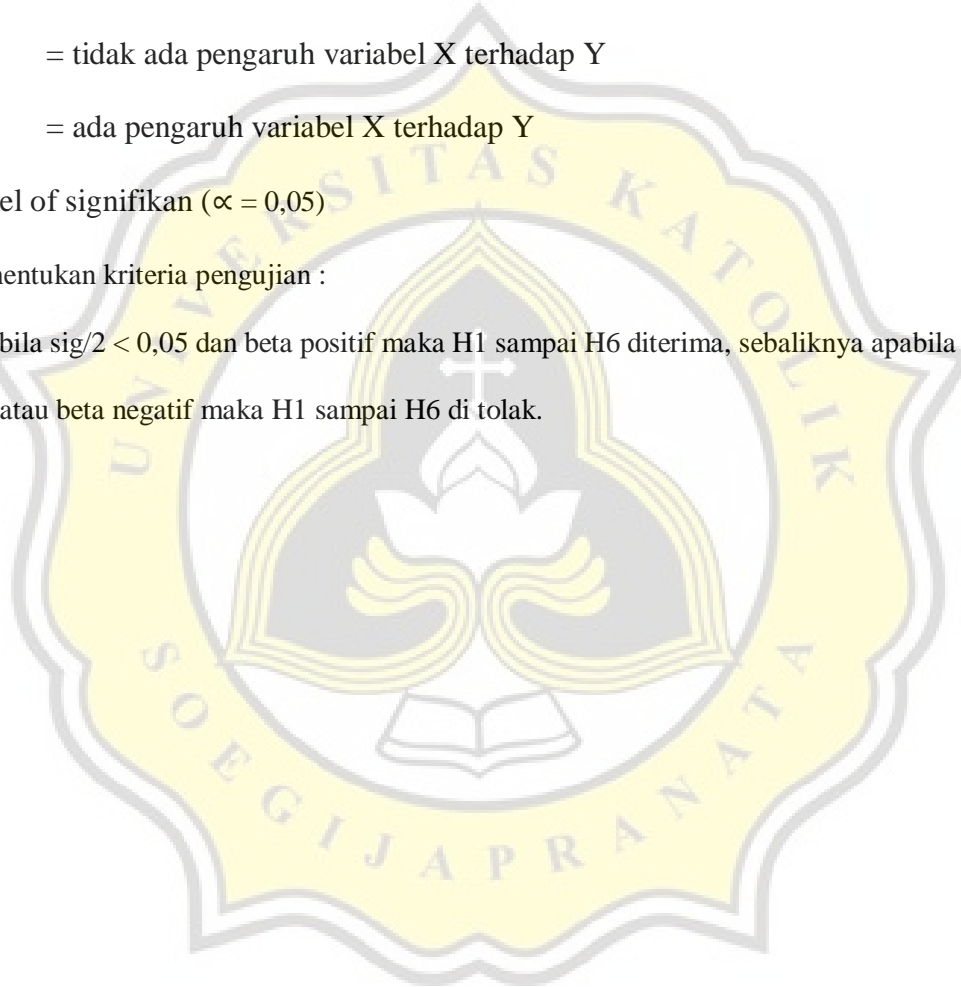 = tidak ada pengaruh variabel X terhadap Y
= ada pengaruh variabel X terhadap Y
el of signifikan (∝ = 0,05)
entukan kriteria pengujian :
bila sig/2 < 0,05 dan beta positif maka H1 sampai H6 diterima, sebaliknya apabila
atau beta negatif maka H1 sampai H6 di tolak.
UNIVERSITAS KATOLIK
SOEGIJAPRANATA